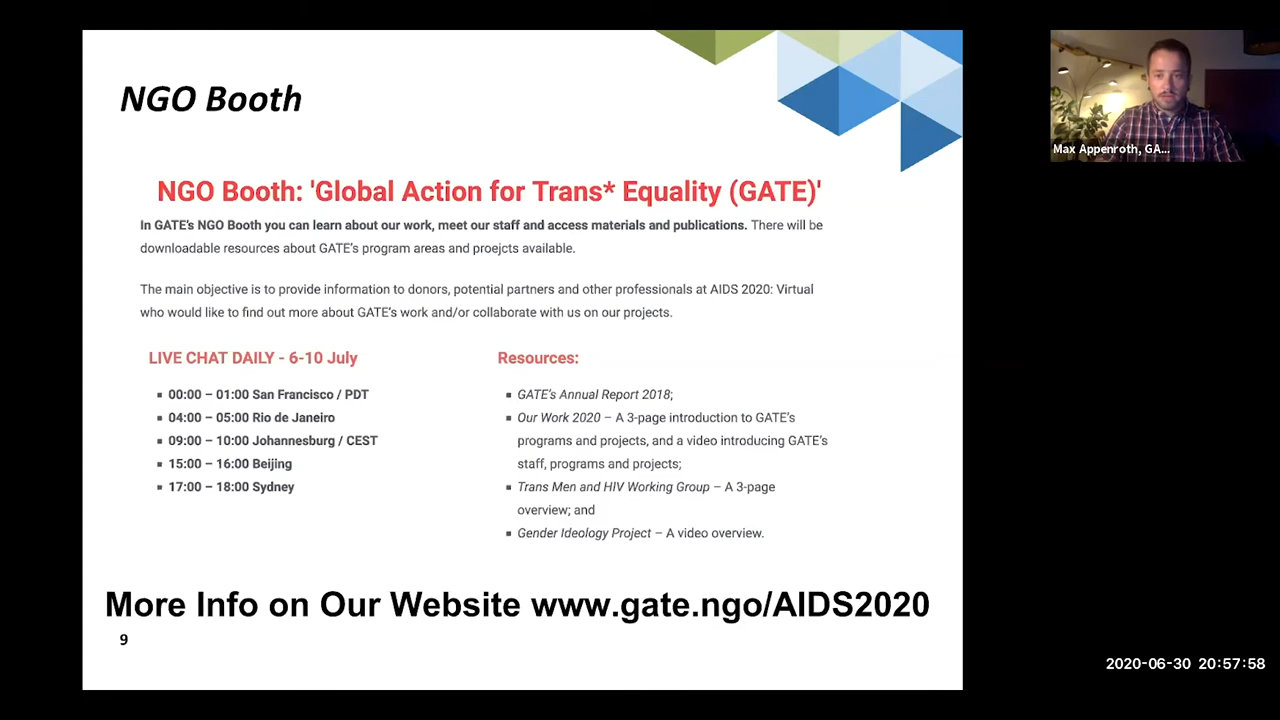 NGO Booth
NGO Booth: 'Global Action for Trans* Equality (GATE)'
In GATE's NGO Booth you can learn about our work, meet our staff and access materials and publications. There will be
downloadable resources about GATE's program areas and proejcts available.
The main objective is to provide information to donors, potential partners and other professionals at AIDS 2020: Virtual
who would like to find out more about GATE's work and/or collaborate with us on our projects.
LIVE CHAT DAILY - 6-10 July
00:00 – 01:00 San Francisco / PDT
04:00 – 05:00 Rio de Janeiro
09:00 – 10:00 Johannesburg / CEST
15:00 – 16:00 Beijing
17:00 – 18:00 Sydney
Resources:
GATE's Annual Report 2018;
Our Work 2020 – A 3-page introduction to GATE's
programs and projects, and a video introducing GATE's
staff, programs and projects;
Trans Men and HIV Working Group – A 3-page
overview; and
Gender Ideology Project – A video overview.
More Info on Our Website www.gate.ngo/AIDS2020
9
Max Appenroth, GA...
2020-06-30 20:57:58